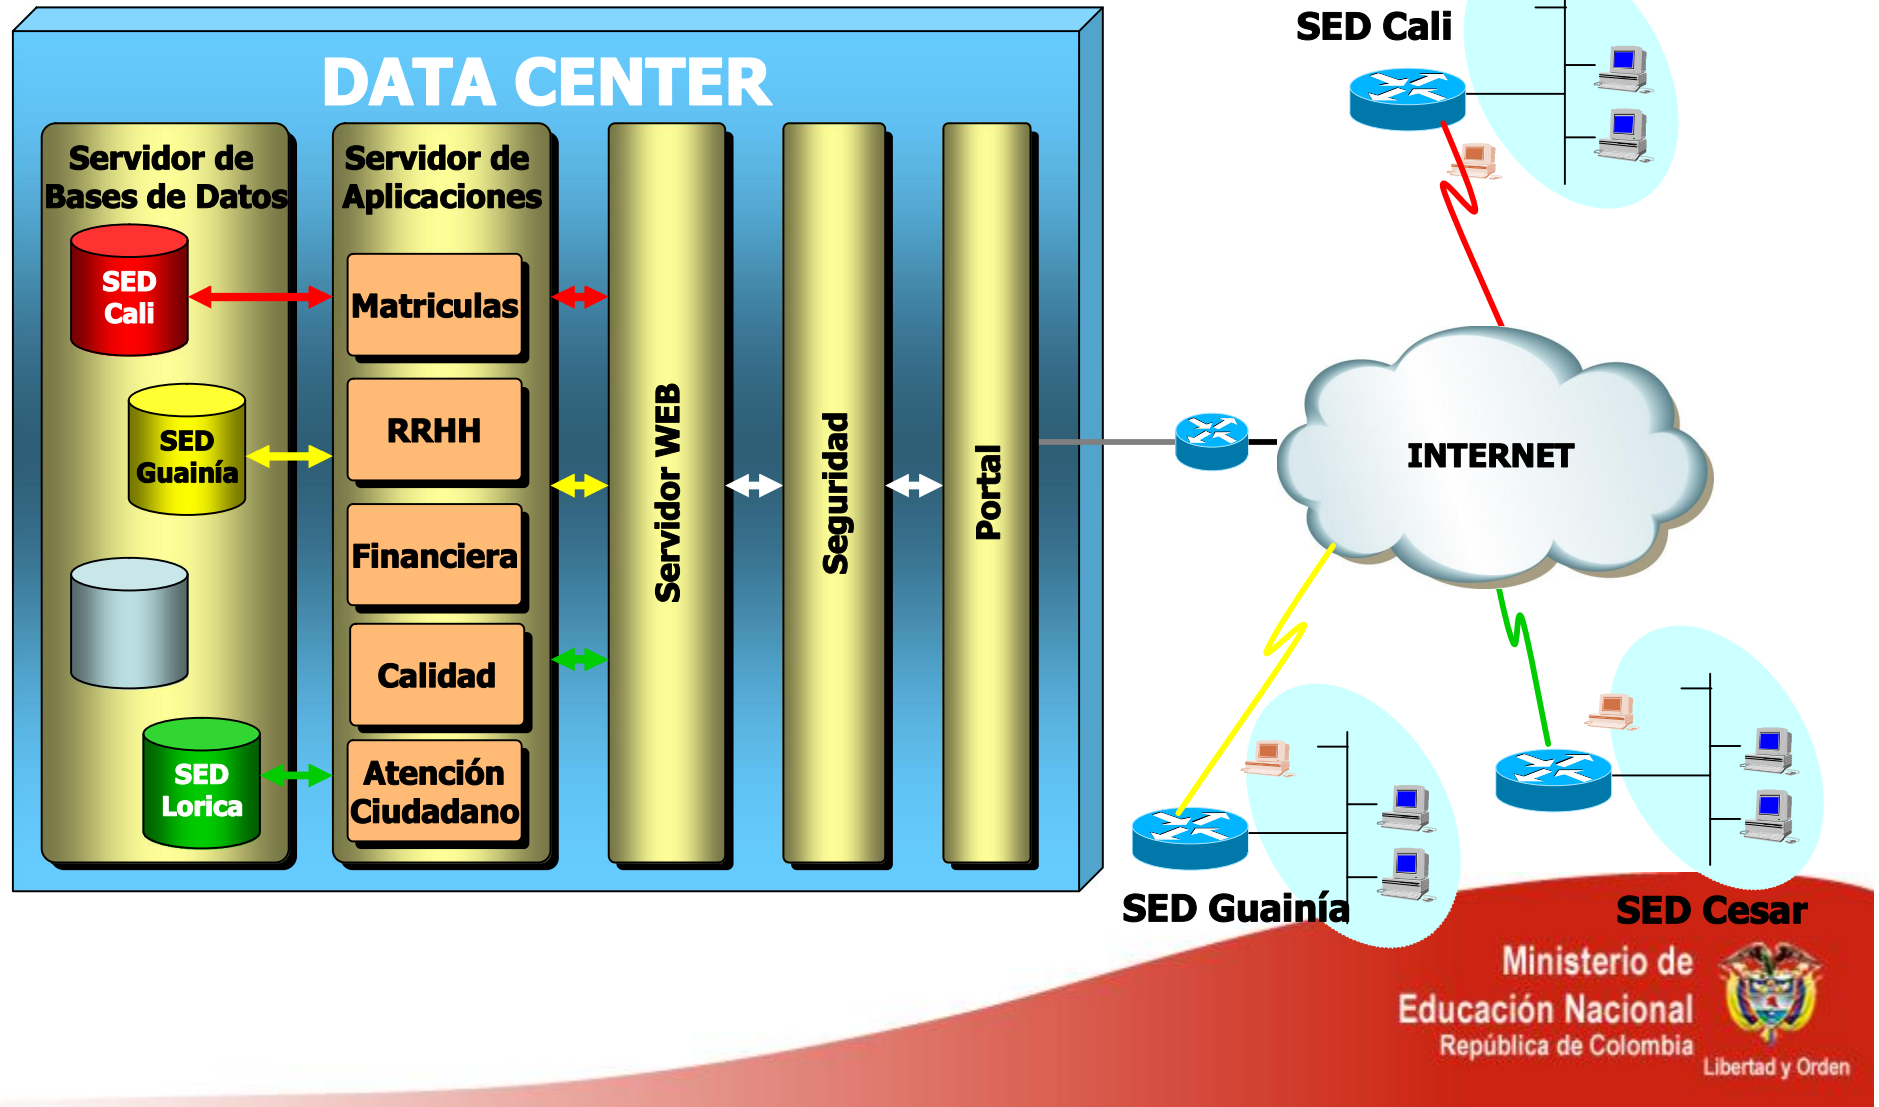 DATA CENTER
Servidor de
Bases de Datos
SED
Cali
SED
Guainía
SED
Lorica
Servidor de
Aplicaciones
Matriculas
RRHH
Financiera
Calidad
Atención
Ciudadano
Servidor WEB
Seguridad
Portal
SED Cali
INTERNET
SED Guainía
SED Cesar
Ministerio de
Educación Nacional
República de Colombia
Libertad y Orden